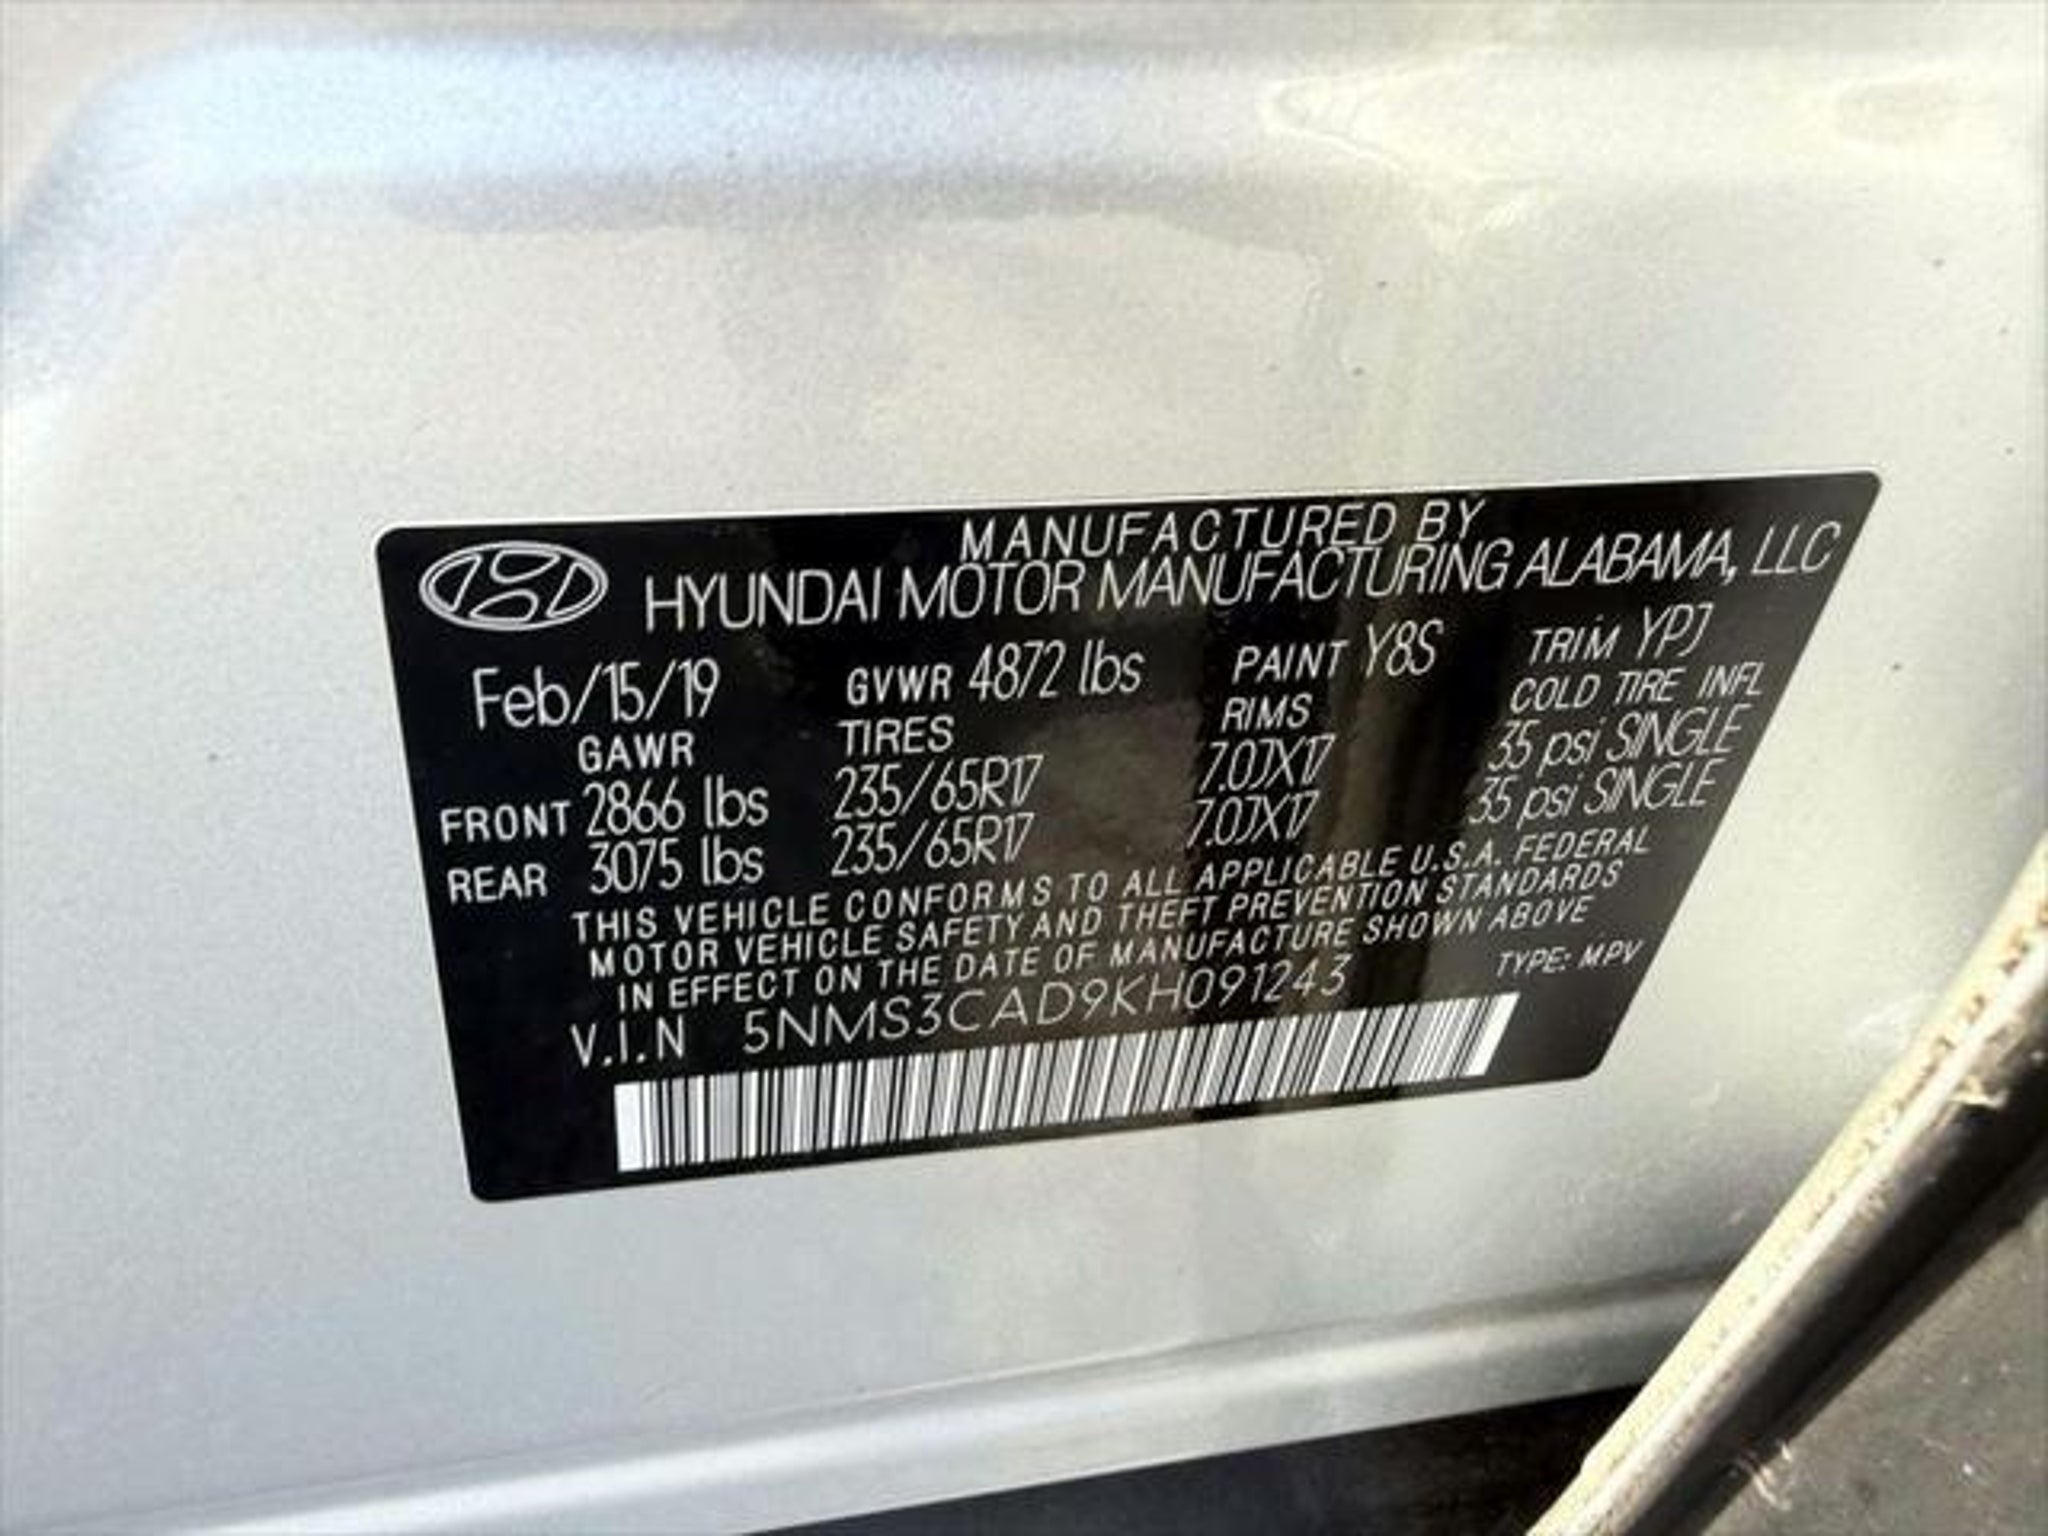 MANUFACTURED BY
HYUNDAI MOTOR MANUFACTURING ALABAMA, LLC
Feb/15/19 GVWR 4872 lbs PAINT Y8S TRIM YPJ
GAWR TIRES RIMS COLD TIRE INFL
FRONT 2866 lbs 235/65R17 7.0JX17 35 psi SINGLE
REAR 3075 lbs 235/65R17 7.0JX17 35 psi SINGLE
THIS VEHICLE CONFORMS TO ALL APPLICABLE U.S.A. FEDERAL
MOTOR VEHICLE SAFETY AND THEFT PREVENTION STANDARDS
IN EFFECT ON THE DATE OF MANUFACTURE SHOWN ABOVE
V.I.N 5NMS3CAD9KH091243 TYPE: MPV